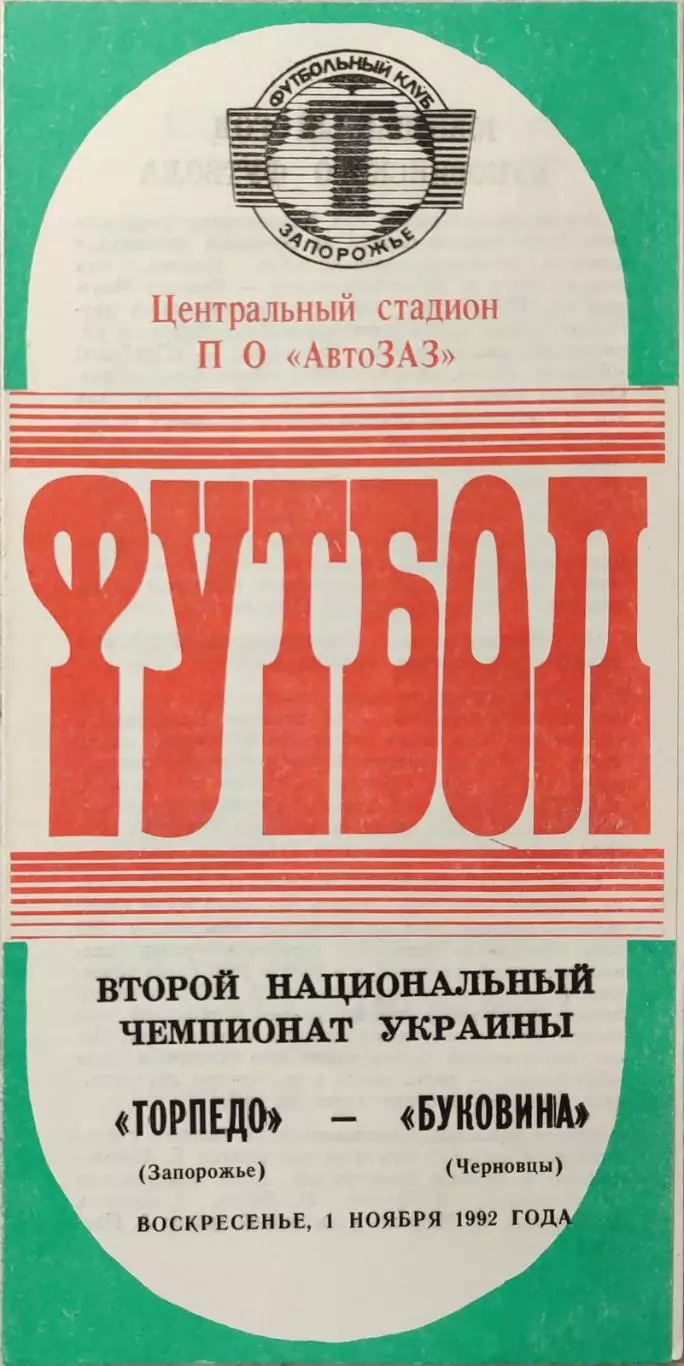 ФУТБОЛЬНЫЙ КЛУБ
Т
ЗАПОРОЖЬЕ
Центральный стадион
П О «АвтоЗАЗ»
ФУТБОЛ
ВТОРОЙ НАЦИОНАЛЬНЫЙ
ЧЕМПИОНАТ УКРАИНЫ
«ТОРПЕДО» — «БУКОВИНА»
(Запорожье) (Черновцы)
ВОСКРЕСЕНЬЕ, 1 НОЯБРЯ 1992 ГОДА